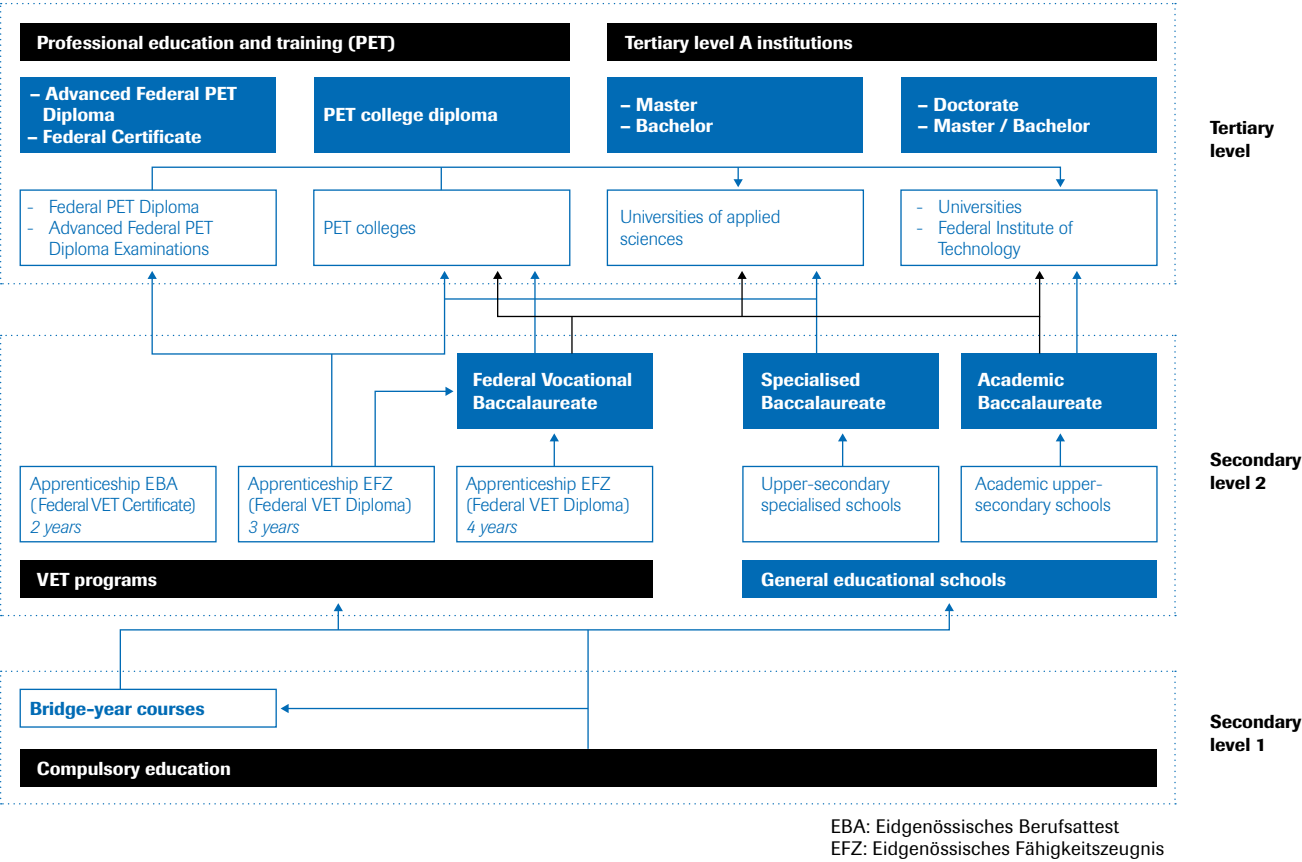 Professional education and training (PET)
Tertiary level A institutions
– Advanced Federal PET
Diploma
– Federal Certificate
PET college diploma
– Master
– Bachelor
– Doctorate
– Master / Bachelor
Tertiary
level
- Federal PET Diploma
- Advanced Federal PET
Diploma Examinations
PET colleges
Universities of applied
sciences
- Universities
- Federal Institute of
Technology
Federal Vocational
Baccalaureate
Specialised
Baccalaureate
Academic
Baccalaureate
Secondary
level 2
Apprenticeship EBA
(Federal VET Certificate)
2 years
Apprenticeship EFZ
(Federal VET Diploma)
3 years
Apprenticeship EFZ
(Federal VET Diploma)
4 years
Upper-secondary
specialised schools
Academic upper-
secondary schools
VET programs
General educational schools
Bridge-year courses
Secondary
level 1
Compulsory education
EBA: Eidgenössisches Berufsattest
EFZ: Eidgenössisches Fähigkeitszeugnis